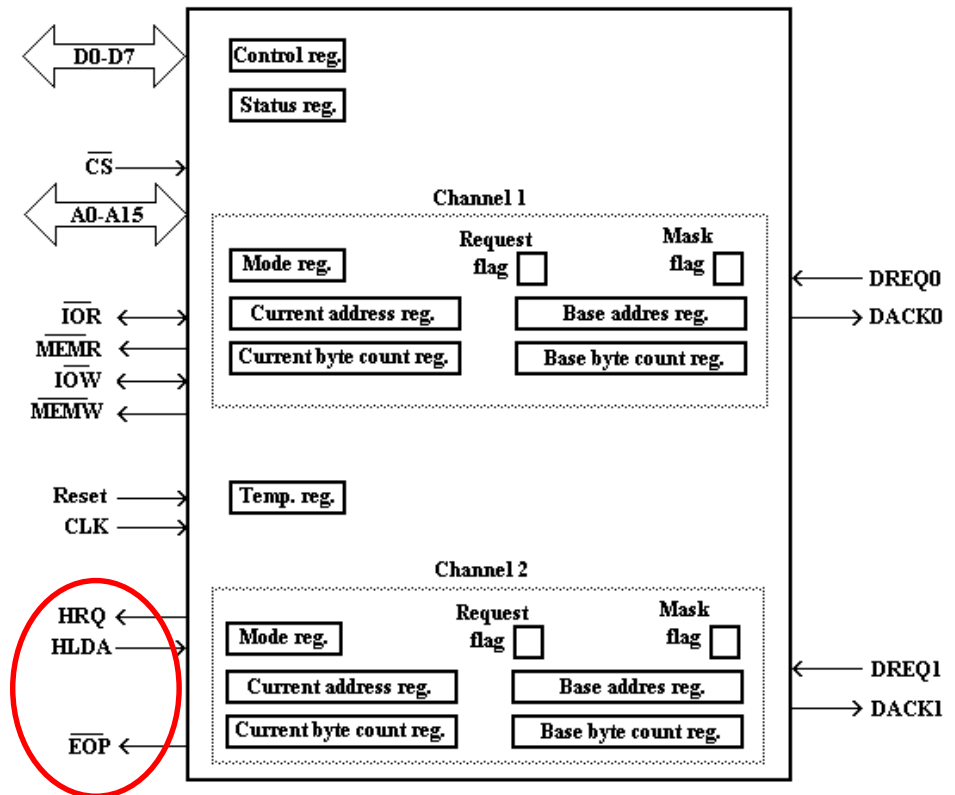 D0-D7
Control reg.
Status reg.
CS
A0-A15
Channel 1
Request
flag
Mask
flag
Mode reg.
DREQ0
IOR
Current address reg.
Base addres reg.
DACK0
MEMR
Current byte count reg.
Base byte count reg.
IOW
MEMW
Reset
Temp. reg.
CLK
Channel 2
HRQ
Request
flag
Mask
flag
HLDA
Mode reg.
DREQ1
Current address reg.
Base addres reg.
DACK1
Current byte count reg.
Base byte count reg.
EOP